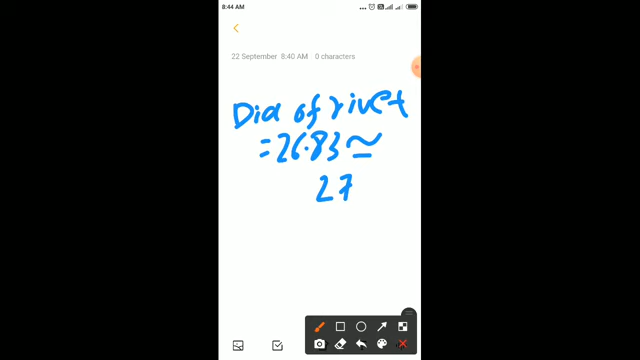 8:44 AM
22 September 8:40 AM 0 characters
Dia of rivet
= 26.83 ≃
27